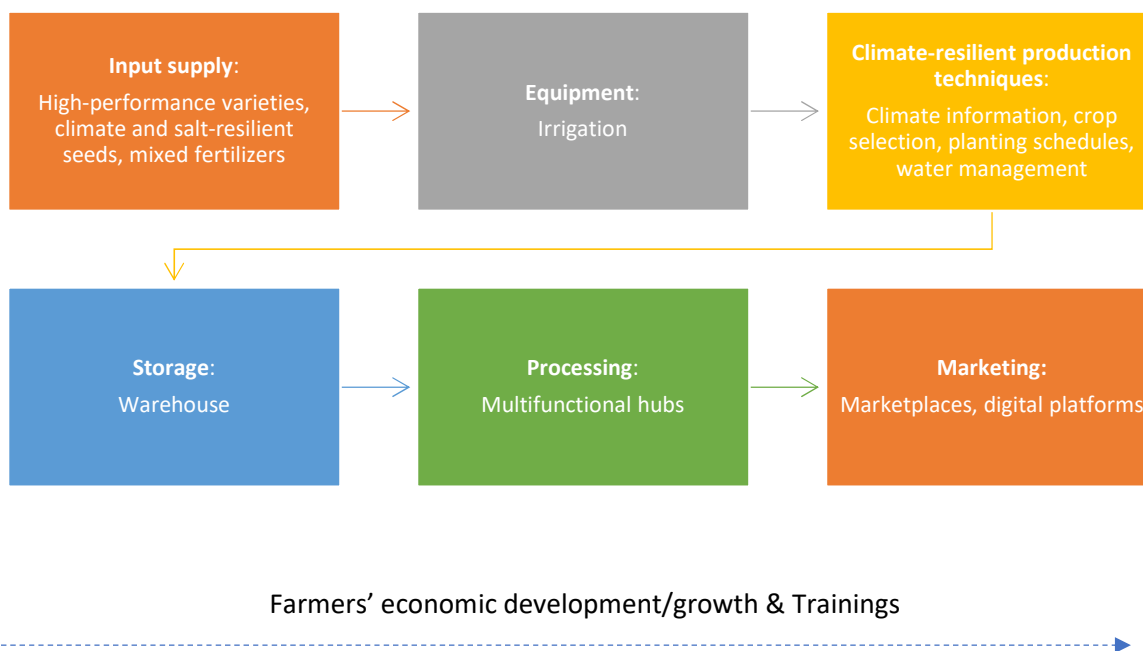 Input supply:
High-performance varieties,
climate and salt-resilient
seeds, mixed fertilizers
Equipment:
Irrigation
Climate-resilient production
techniques:
Climate information, crop
selection, planting schedules,
water management
Storage:
Warehouse
Processing:
Multifunctional hubs
Marketing:
Marketplaces, digital platforms
Farmers’ economic development/growth & Trainings